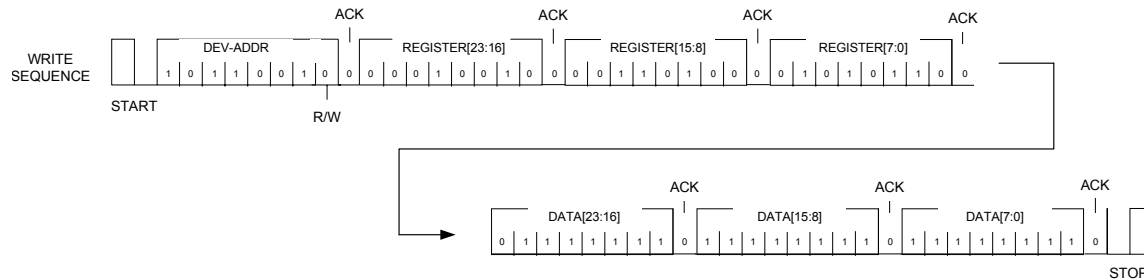 ACK ACK ACK ACK
DEV-ADDR REGISTER[23:16] REGISTER[15:8] REGISTER[7:0]
WRITE SEQUENCE
1 0 1 1 0 0 1 0 0 0 0 0 1 0 0 1 0 0 0 0 1 1 0 1 0 0 0 0 1 0 1 0 1 1 0 0
START
R/W
ACK ACK ACK
DATA[23:16] DATA[15:8] DATA[7:0]
0 1 1 1 1 1 1 1 0 1 1 1 1 1 1 1 1 0 1 1 1 1 1 1 1 1 0
STOP